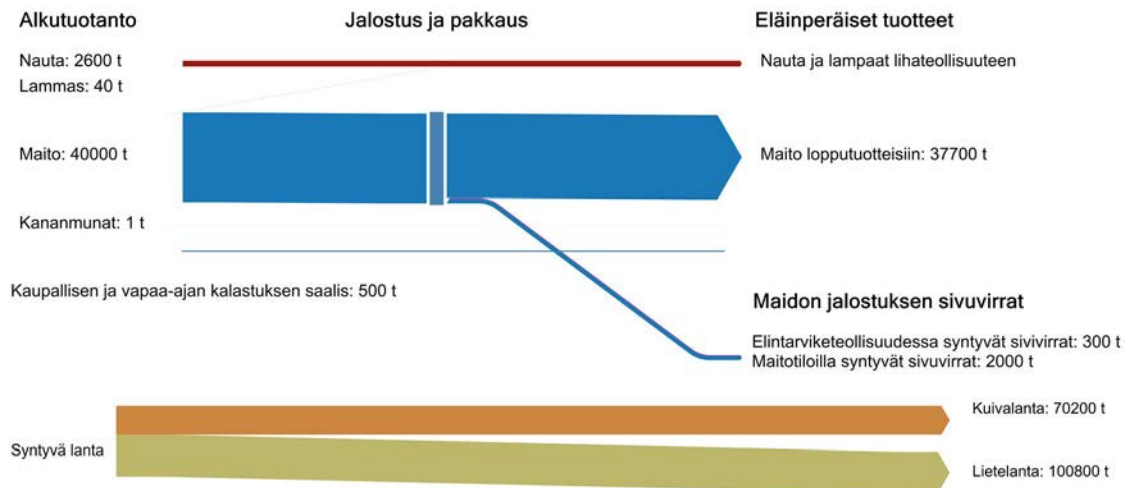 Alkutuotanto
Jalostus ja pakkaus
Eläinperäiset tuotteet
Nauta: 2600 t
Lammas: 40 t
Nauta ja lampaat lihateollisuuteen
Maito: 40000 t
Maito lopputuotteisiin: 37700 t
Kananmunat: 1 t
Kaupallisen ja vapaa-ajan kalastuksen saalis: 500 t
Maidon jalostuksen sivuvirrat
Elintarviketeollisuudessa syntyvät sivivirrat: 300 t
Maitotiloilla syntyvät sivuvirrat: 2000 t
Kuivalanta: 70200 t
Syntyvä lanta
Lietelanta: 100800 t